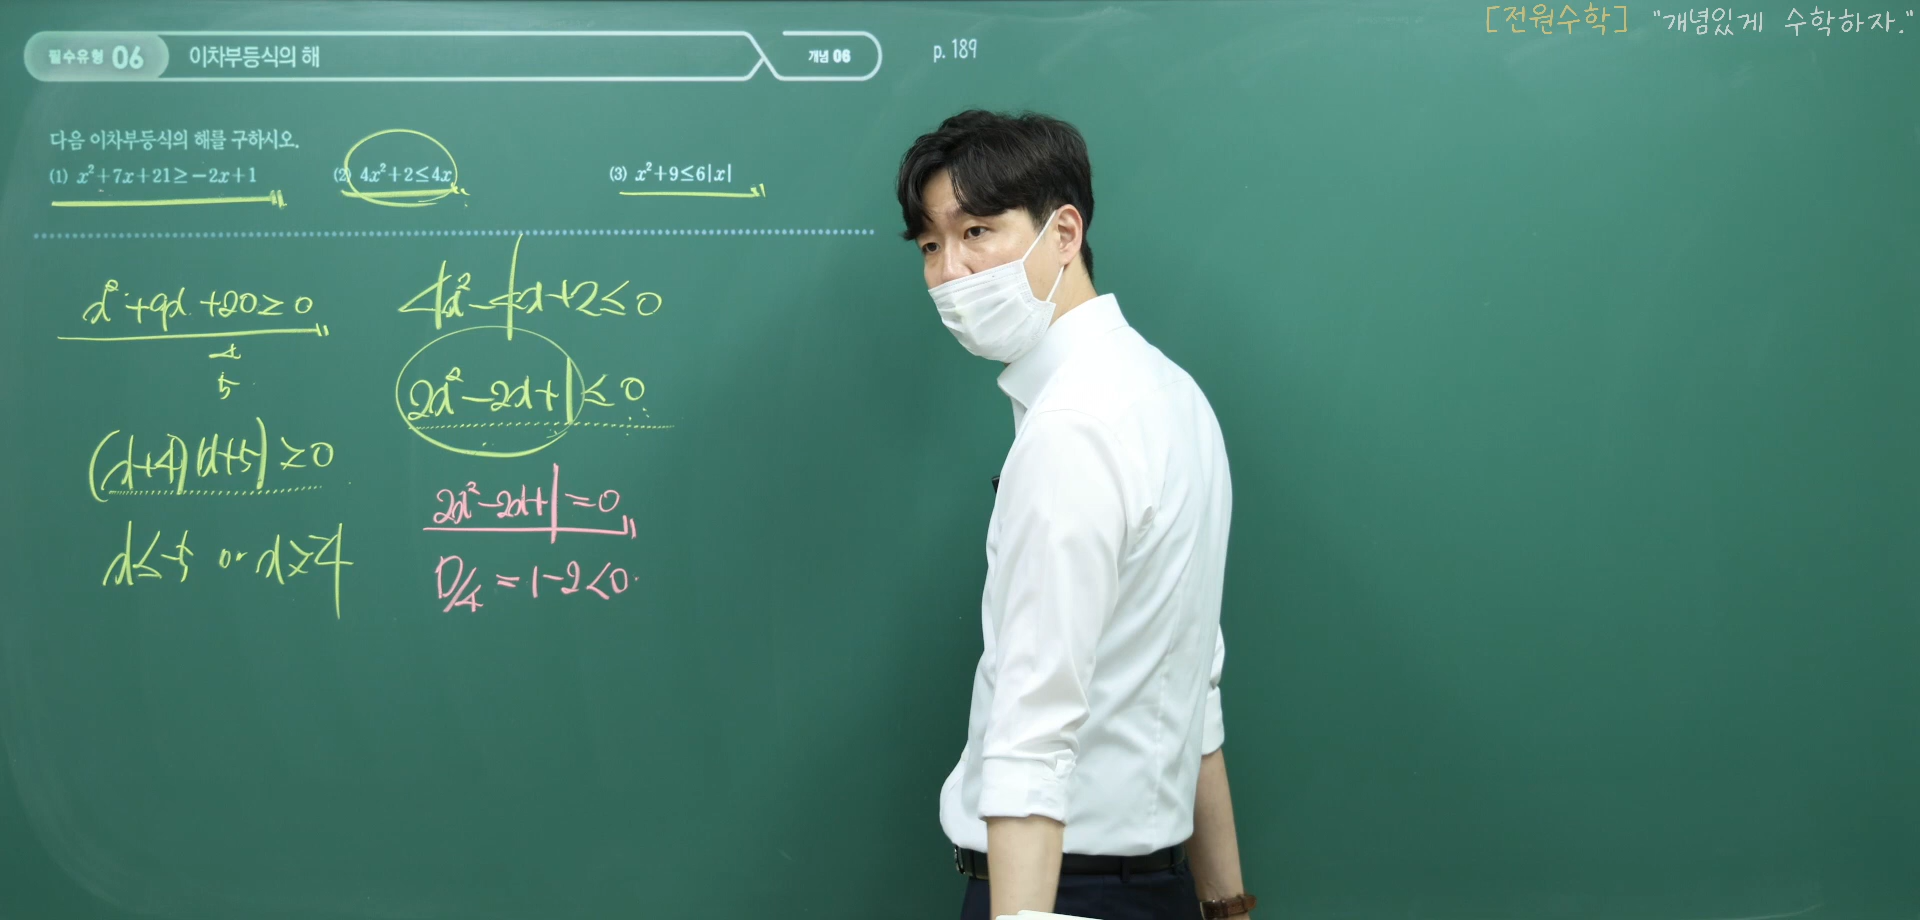 [전원수학] "개념있게 수학하자."
필수유형 06 이차부등식의 해 개념 06 p. 189
다음 이차부등식의 해를 구하시오.
(1) x²+7x+21≥-2x+1 (2) 4x²+2≤4x (3) x²+9≤6|x|
x²+9x+20≥0
4
5
(x+4)(x+5)≥0
x≤-5 or x≥-4
4x²-4x+2≤0
2x²-2x+1≤0
2x²-2x+1=0
D/4=1-2<0